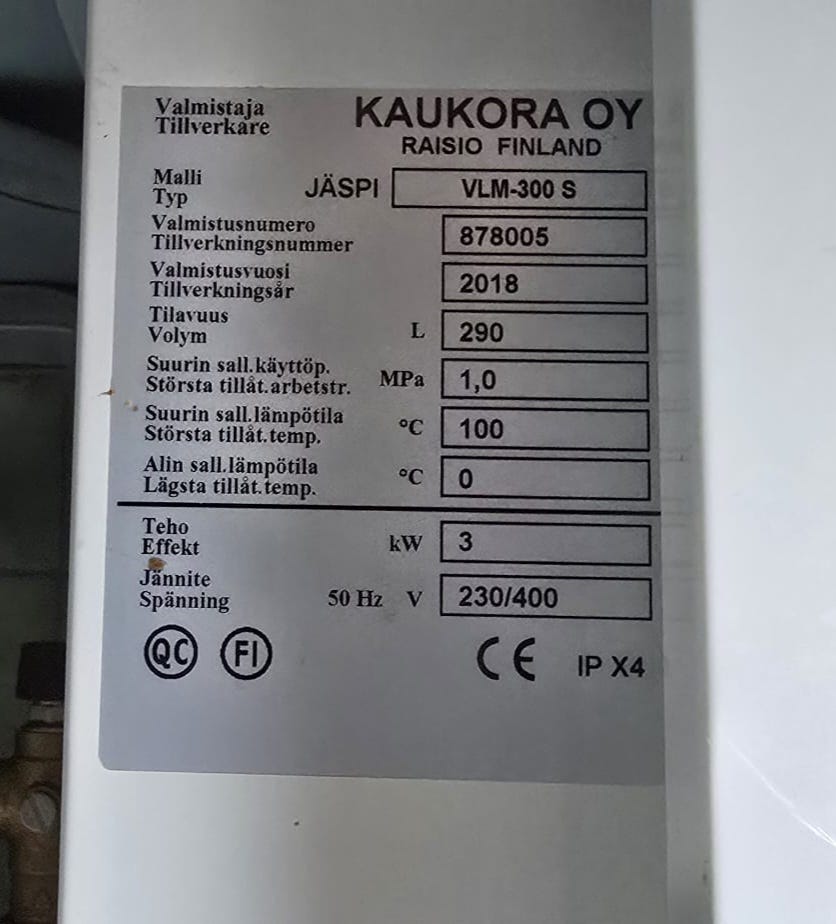 Valmistaja KAUKORA OY
Tillverkare
RAISIO FINLAND
Malli
Typ JÄSPI VLM-300 S
Valmistusnumero
Tillverkningsnummer 878005
Valmistusvuosi
Tillverkningsår 2018
Tilavuus
Volym L 290
Suurin sall.käyttöp.
Största tillåt.arbetstr. MPa 1,0
Suurin sall.lämpötila
Största tillåt.temp. °C 100
Alin sall.lämpötila
Lägsta tillåt.temp. °C 0
Teho
Effekt kW 3
Jännite
Spänning 50 Hz V 230/400
QC FI CE IP X4